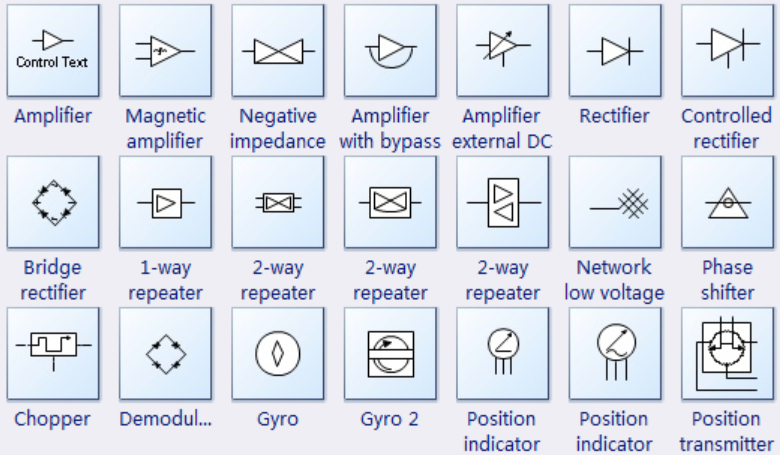 Control Text
Amplifier
Magnetic
amplifier
Negative
impedance
Amplifier
with bypass
Amplifier
external DC
Rectifier
Controlled
rectifier
Bridge
rectifier
1-way
repeater
2-way
repeater
2-way
repeater
2-way
repeater
Network
low voltage
Phase
shifter
Chopper
Demodul...
Gyro
Gyro 2
Position
indicator
Position
indicator
Position
transmitter